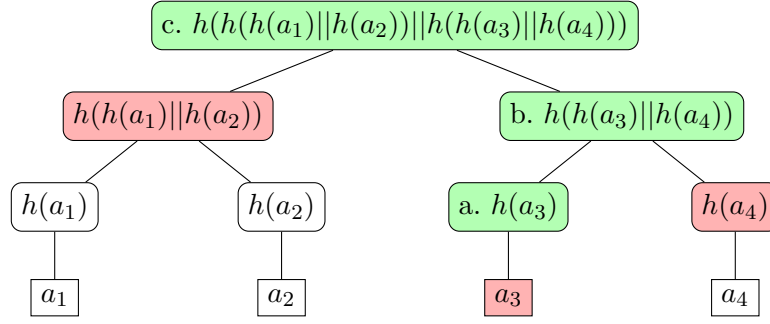 c. h(h(h(a₁)||h(a₂))||h(h(a₃)||h(a₄)))
h(h(a₁)||h(a₂))
b. h(h(a₃)||h(a₄))
h(a₁)
h(a₂)
a. h(a₃)
h(a₄)
a₁
a₂
a₃
a₄